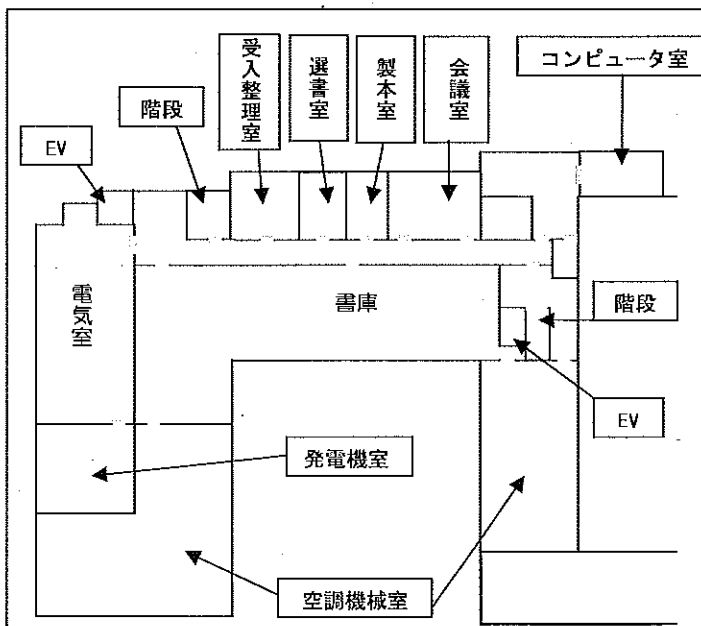 コンピュータ室
受入整理室
選書室
製本室
会議室
階段
EV
電気室
書庫
階段
EV
発電機室
空調機械室